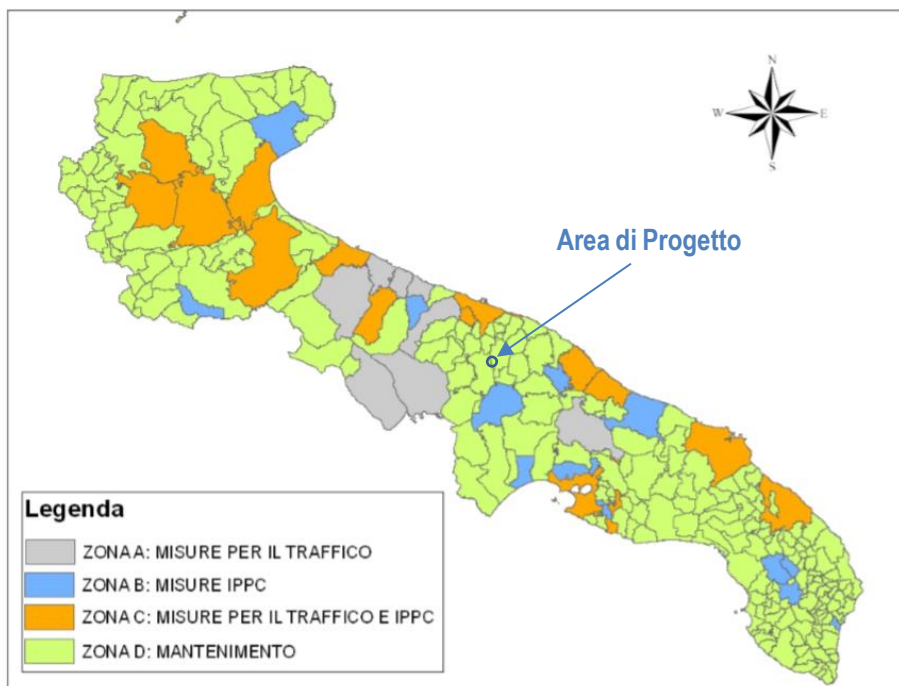 N
W E
S
Area di Progetto
Legenda
ZONA A: MISURE PER IL TRAFFICO
ZONA B: MISURE IPPC
ZONA C: MISURE PER IL TRAFFICO E IPPC
ZONA D: MANTENIMENTO